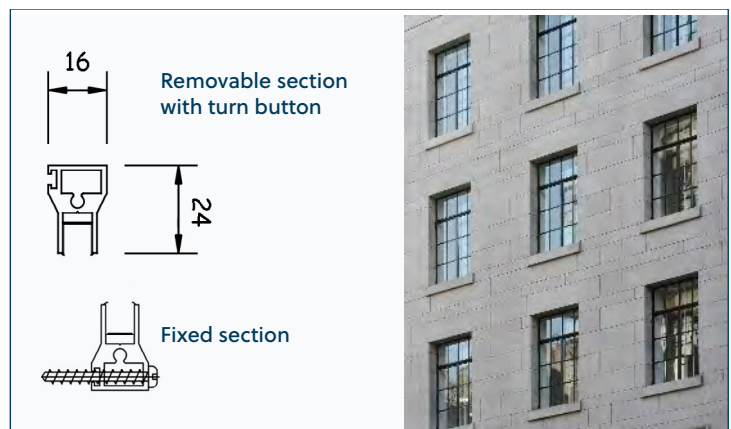 16
Removable section
with turn button
24
Fixed section